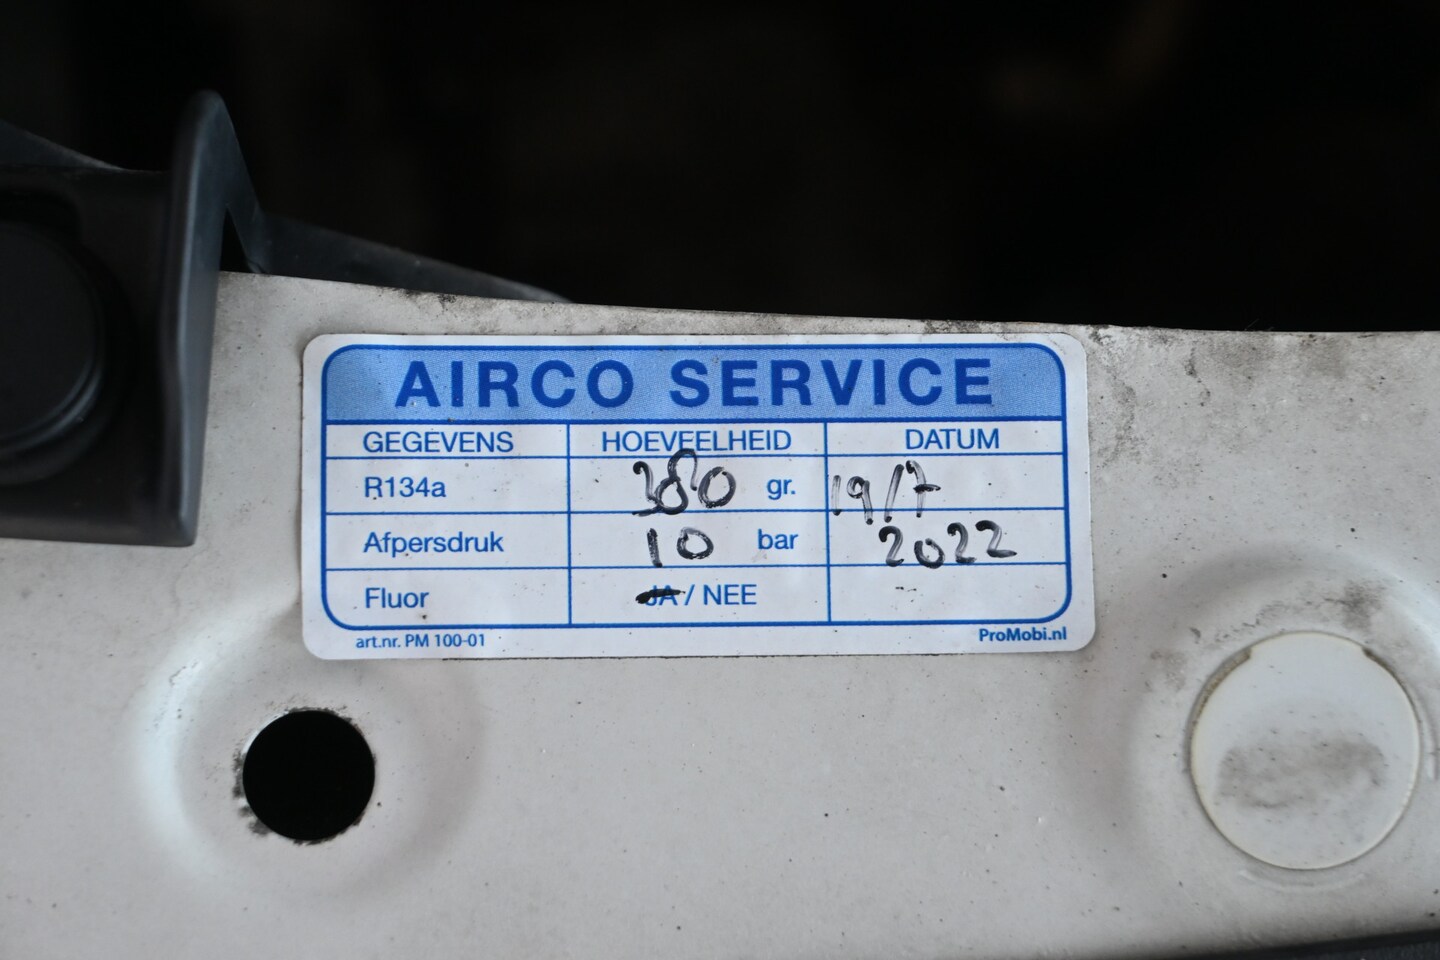 AIRCO SERVICE
GEGEVENS HOEVEELHEID DATUM
R134a 380 gr. 19/7
Afpersdruk 10 bar 2022
Fluor JA / NEE
art.nr. PM 100-01 ProMobi.nl